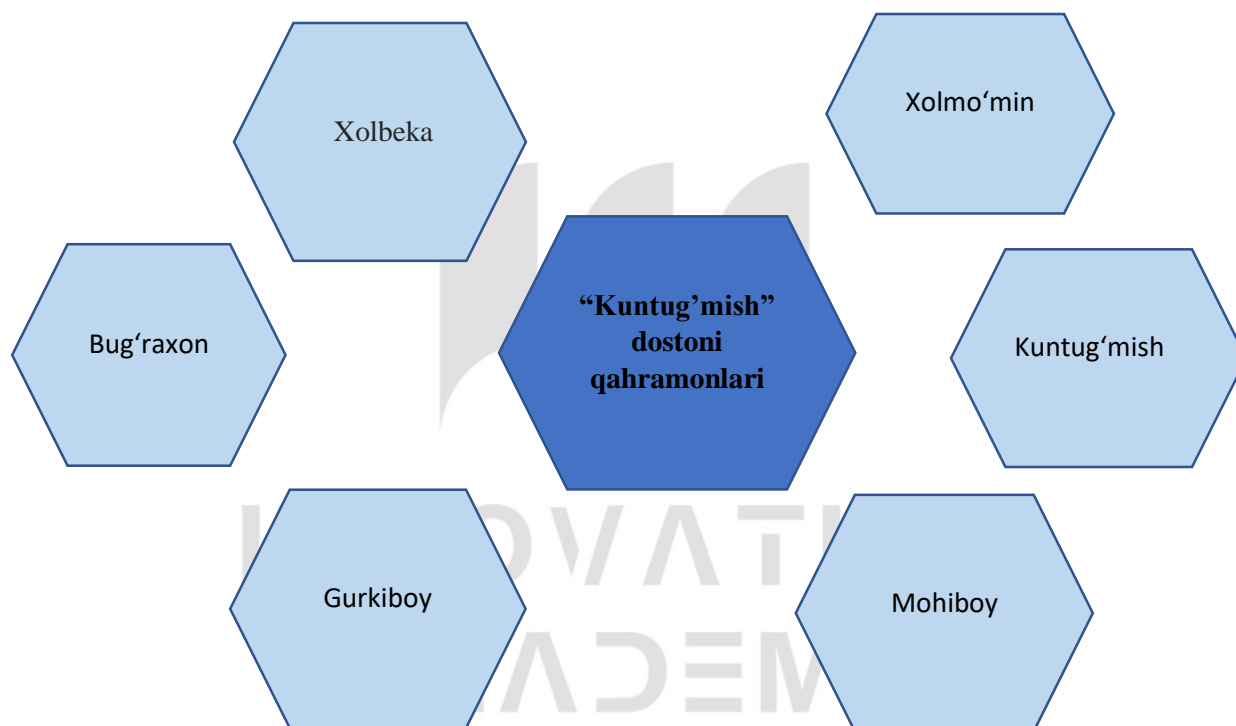 Xolbeka
Xolmo‘min
“Kuntug’mish”
dostoni
qahramonlari
Bug‘raxon
Kuntug‘mish
Gurkiboy
Mohiboy